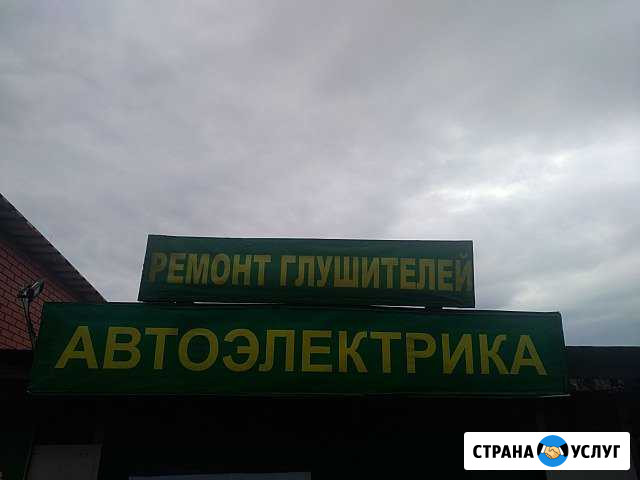 РЕМОНТ ГЛУШИТЕЛЕЙ
АВТОЭЛЕКТРИКА
СТРАНА УСЛУГ